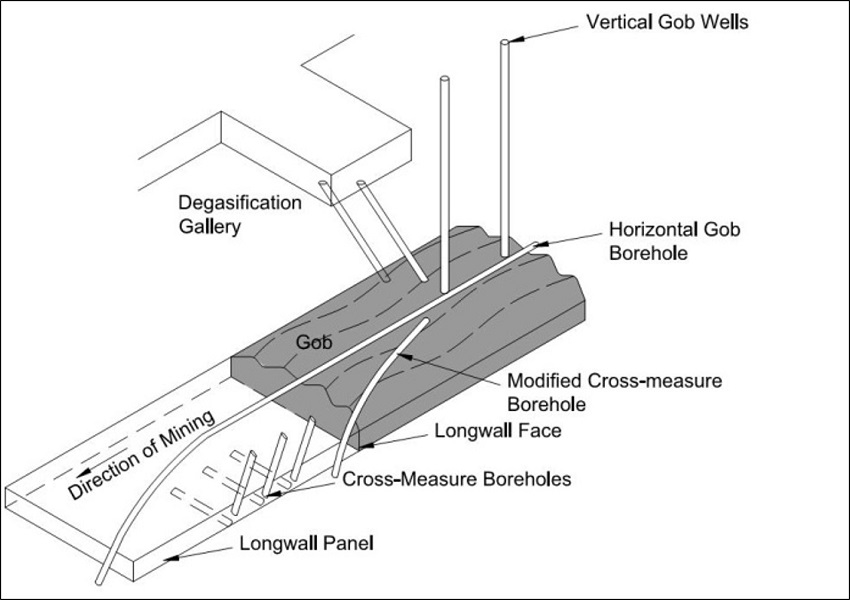 Vertical Gob Wells
Degasification
Gallery
Horizontal Gob
Borehole
Gob
Modified Cross-measure
Borehole
Direction of Mining
Longwall Face
Cross-Measure Boreholes
Longwall Panel